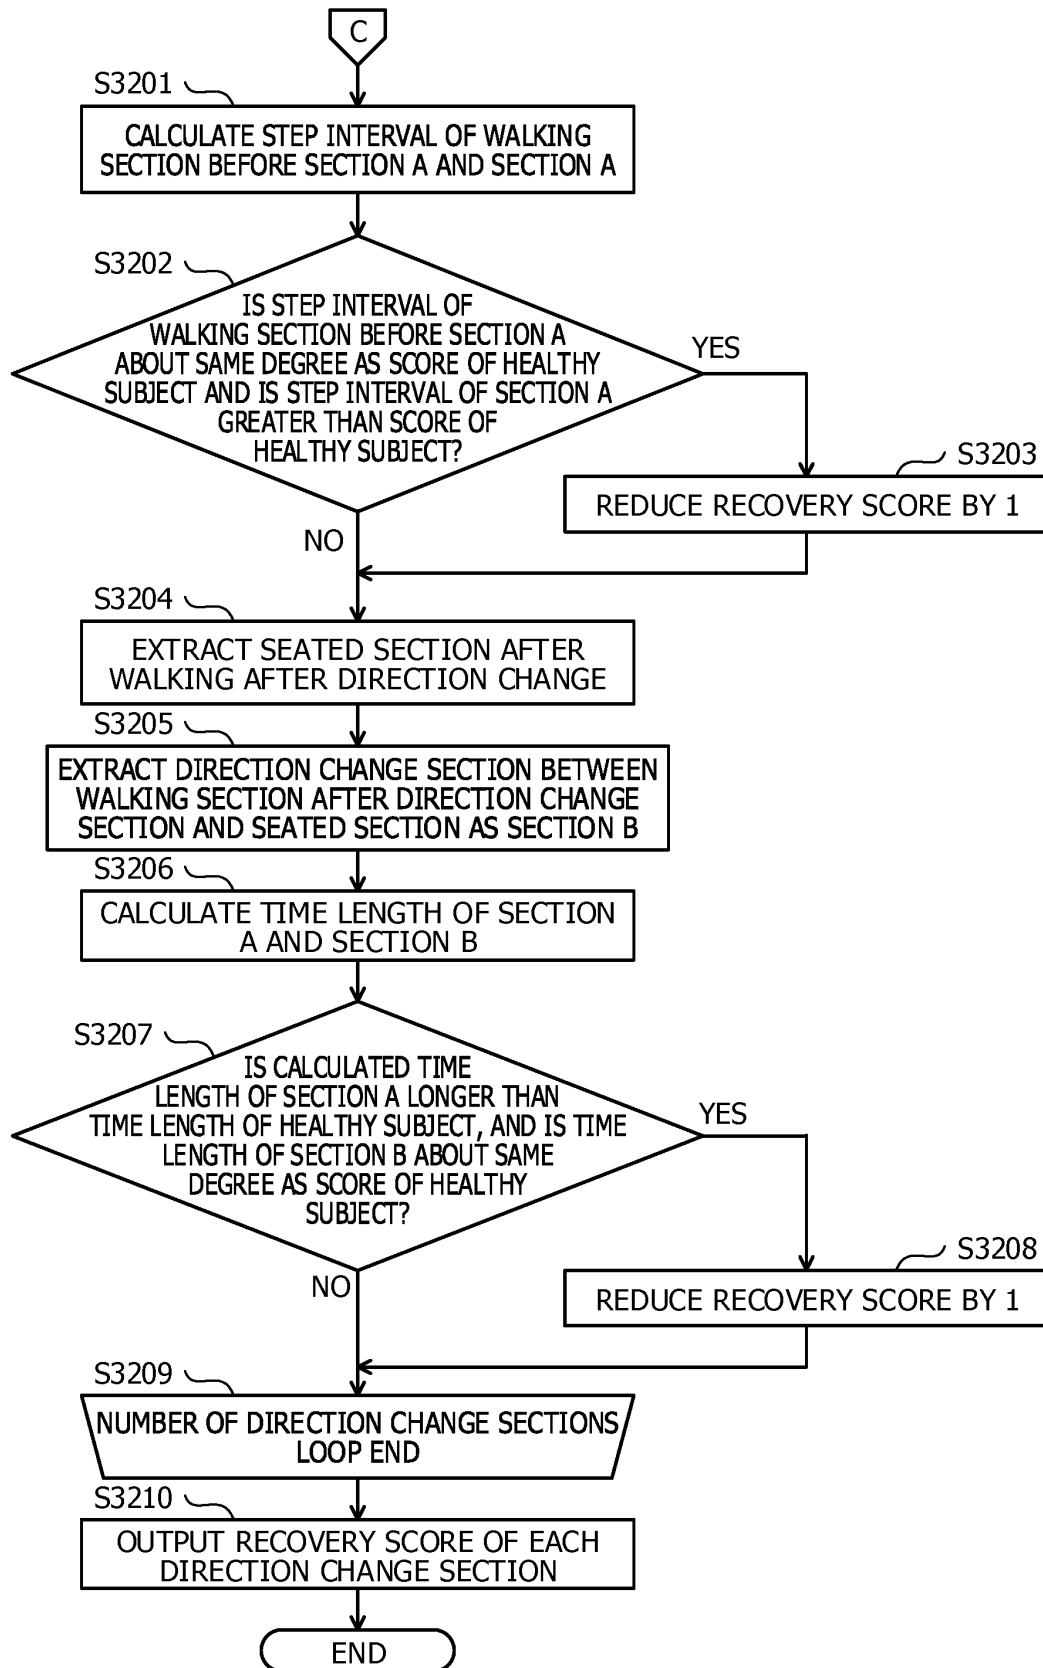 C
S3201
CALCULATE STEP INTERVAL OF WALKING
SECTION BEFORE SECTION A AND SECTION A
S3202
IS STEP INTERVAL OF
WALKING SECTION BEFORE SECTION A
ABOUT SAME DEGREE AS SCORE OF HEALTHY
SUBJECT AND IS STEP INTERVAL OF SECTION A
GREATER THAN SCORE OF
HEALTHY SUBJECT?
YES
S3203
REDUCE RECOVERY SCORE BY 1
NO
S3204
EXTRACT SEATED SECTION AFTER
WALKING AFTER DIRECTION CHANGE
S3205
EXTRACT DIRECTION CHANGE SECTION BETWEEN
WALKING SECTION AFTER DIRECTION CHANGE
SECTION AND SEATED SECTION AS SECTION B
S3206
CALCULATE TIME LENGTH OF SECTION
A AND SECTION B
S3207
IS CALCULATED TIME
LENGTH OF SECTION A LONGER THAN
TIME LENGTH OF HEALTHY SUBJECT, AND IS TIME
LENGTH OF SECTION B ABOUT SAME
DEGREE AS SCORE OF HEALTHY
SUBJECT?
YES
S3208
REDUCE RECOVERY SCORE BY 1
NO
S3209
NUMBER OF DIRECTION CHANGE SECTIONS
LOOP END
S3210
OUTPUT RECOVERY SCORE OF EACH
DIRECTION CHANGE SECTION
END